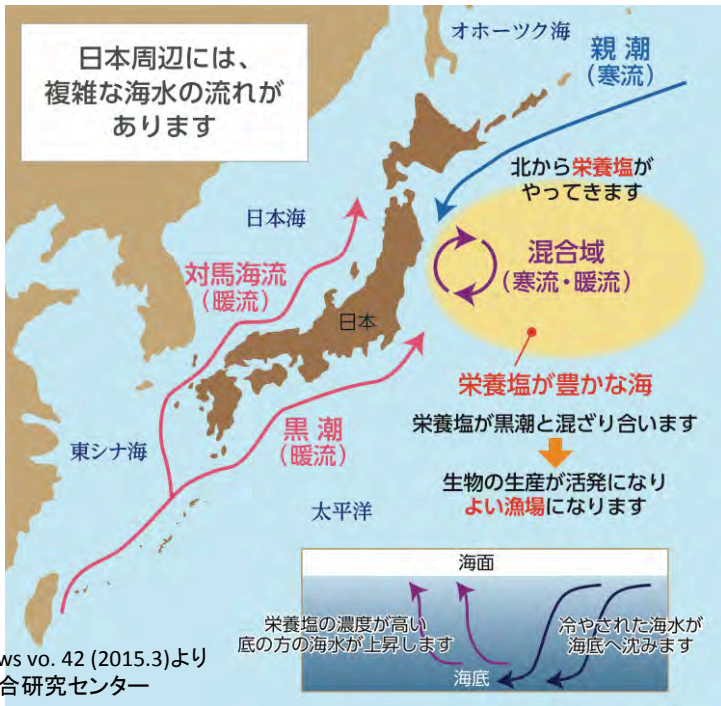 日本周辺には、
複雑な海水の流れが
あります
オホーツク海
親 潮
(寒流)
北から栄養塩が
やってきます
日本海
対馬海流
(暖流)
混合域
(寒流・暖流)
日本
栄養塩が豊かな海
栄養塩が黒潮と混ざり合います
黒 潮
(暖流)
東シナ海
生物の生産が活発になり
よい漁場になります
太平洋
海面
栄養塩の濃度が高い
底の方の海水が上昇します
冷やされた海水が
海底へ沈みます
海底
ws vo. 42 (2015.3)より
合研究センター